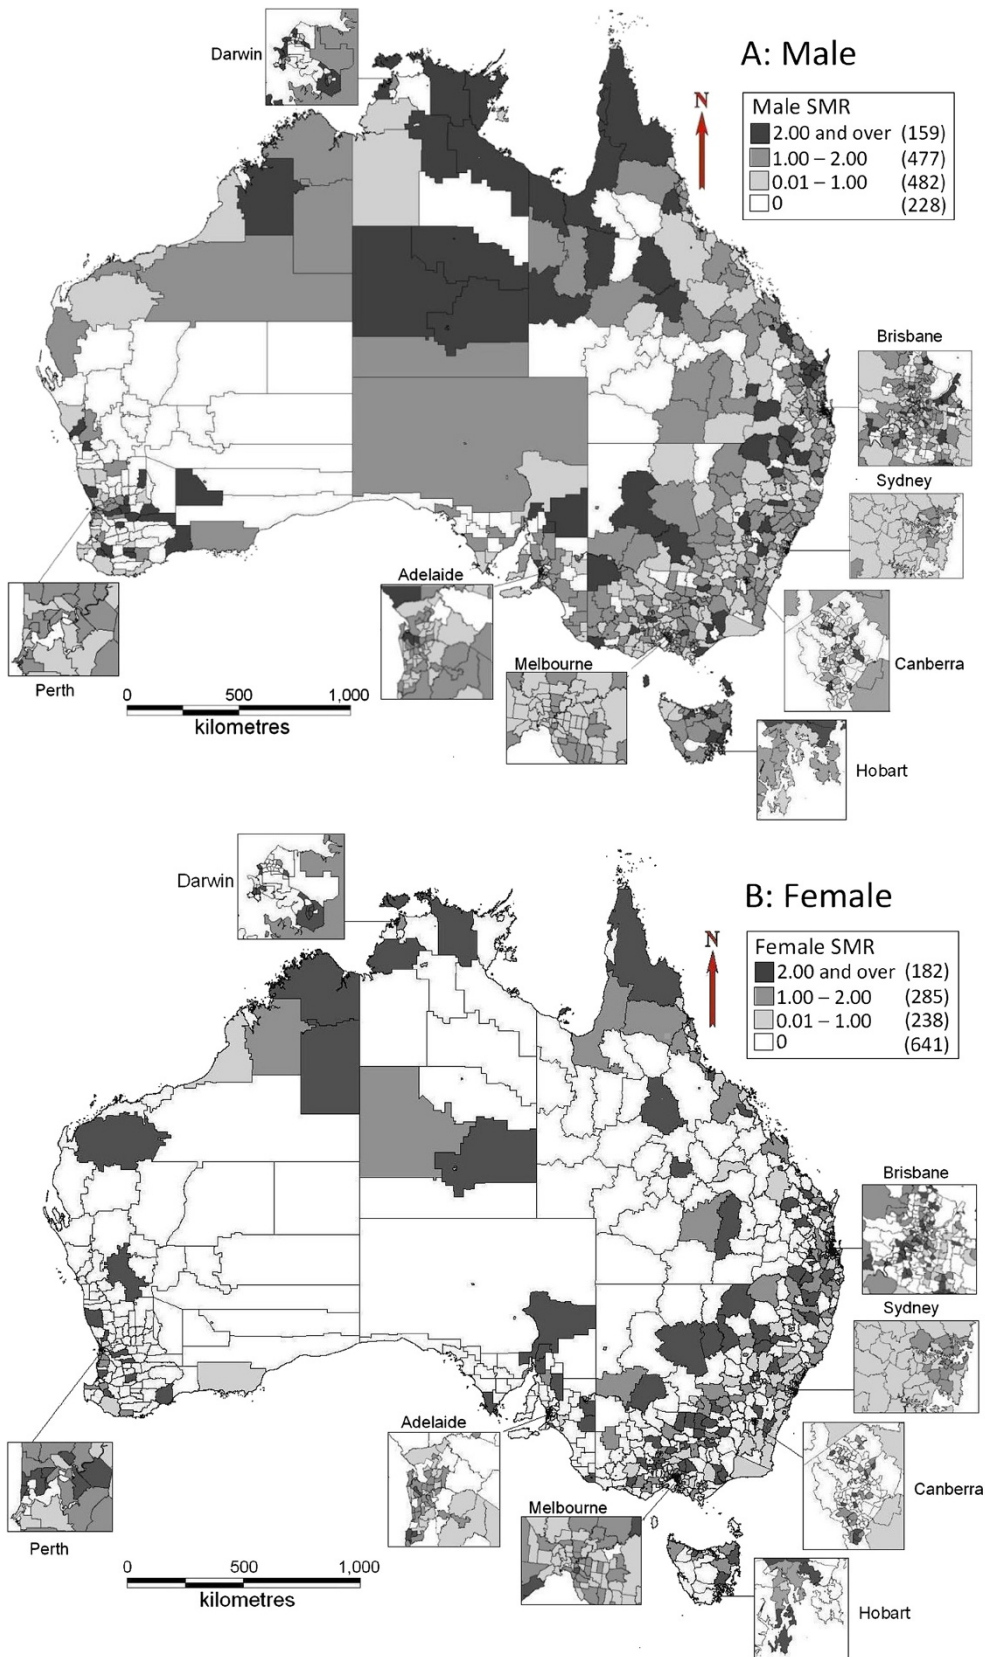 Darwin
A: Male
N
Male SMR
2.00 and over (159)
1.00 – 2.00 (477)
0.01 – 1.00 (482)
0 (228)
Brisbane
Sydney
Adelaide
Canberra
Melbourne
Perth
0 500 1,000
kilometres
Hobart
Darwin
B: Female
N
Female SMR
2.00 and over (182)
1.00 – 2.00 (285)
0.01 – 1.00 (238)
0 (641)
Brisbane
Sydney
Adelaide
Canberra
Melbourne
Perth
0 500 1,000
kilometres
Hobart